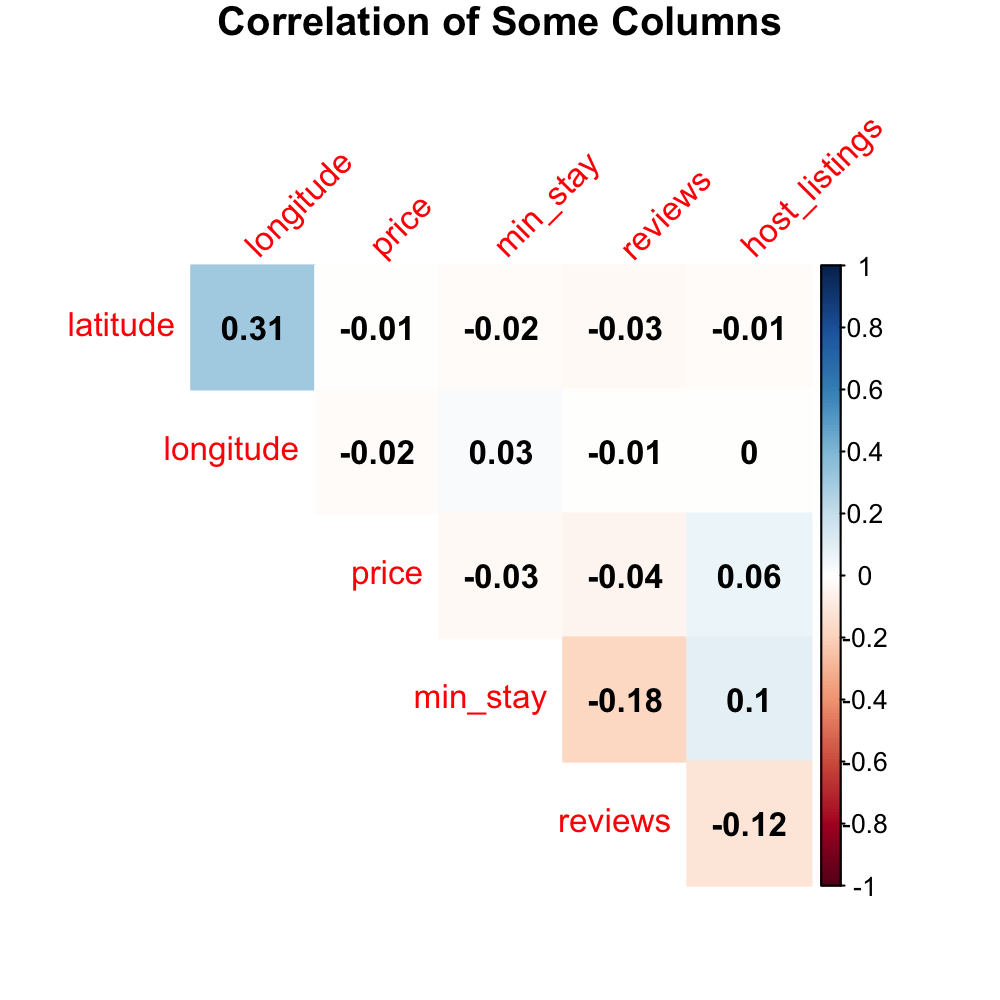 Correlation of Some Columns
longitude price min_stay reviews host_listings
latitude 0.31 -0.01 -0.02 -0.03 -0.01
longitude -0.02 0.03 -0.01 0
price -0.03 -0.04 0.06
min_stay -0.18 0.1
reviews -0.12
1
0.8
0.6
0.4
0.2
0
-0.2
-0.4
-0.6
-0.8
-1